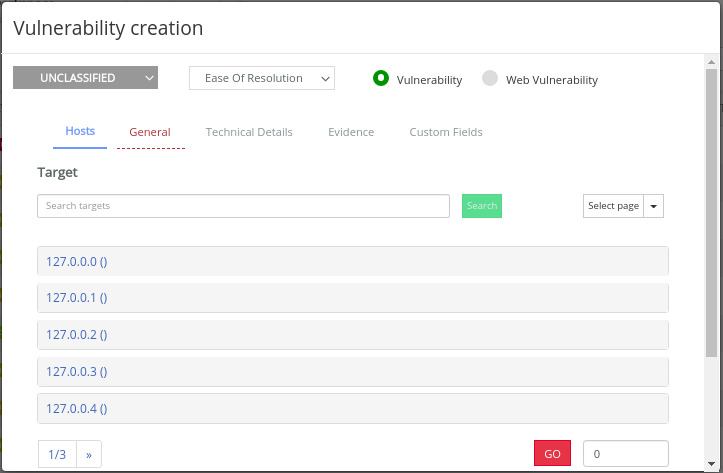 Vulnerability creation
UNCLASSIFIED Ease Of Resolution Vulnerability Web Vulnerability
Hosts General Technical Details Evidence Custom Fields
Target
Search targets Search Select page
127.0.0.0 ()
127.0.0.1 ()
127.0.0.2 ()
127.0.0.3 ()
127.0.0.4 ()
1/3 » GO 0